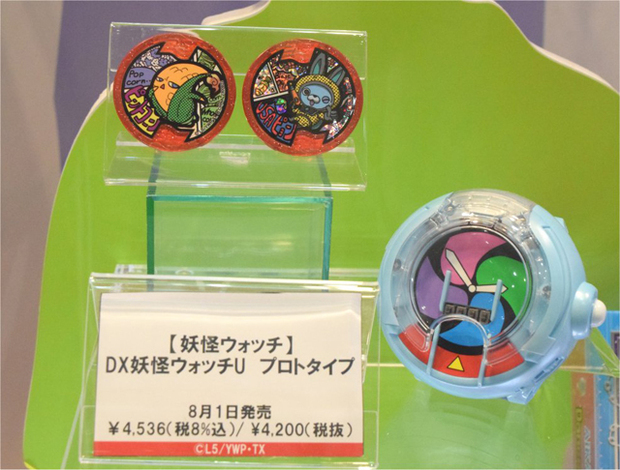 Pop
corn
【妖怪ウォッチ】
DX妖怪ウォッチU プロトタイプ
8月1日発売
￥4,536(税8%込)/ ￥4,200(税抜)
©L5/YWP・TX